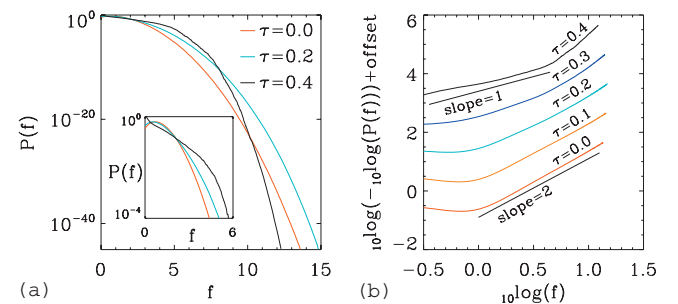 10^0
10^-20
10^-40
P(f)
τ=0.0
τ=0.2
τ=0.4
10^0
10^-4
P(f)
0
6
f
0
5
10
15
f
(a)
6
4
2
0
-2
10log(-10log(P(f)))+offset
τ=0.4
τ=0.3
τ=0.2
τ=0.1
τ=0.0
slope=1
slope=2
-0.5
0.0
0.5
1.0
1.5
10log(f)
(b)